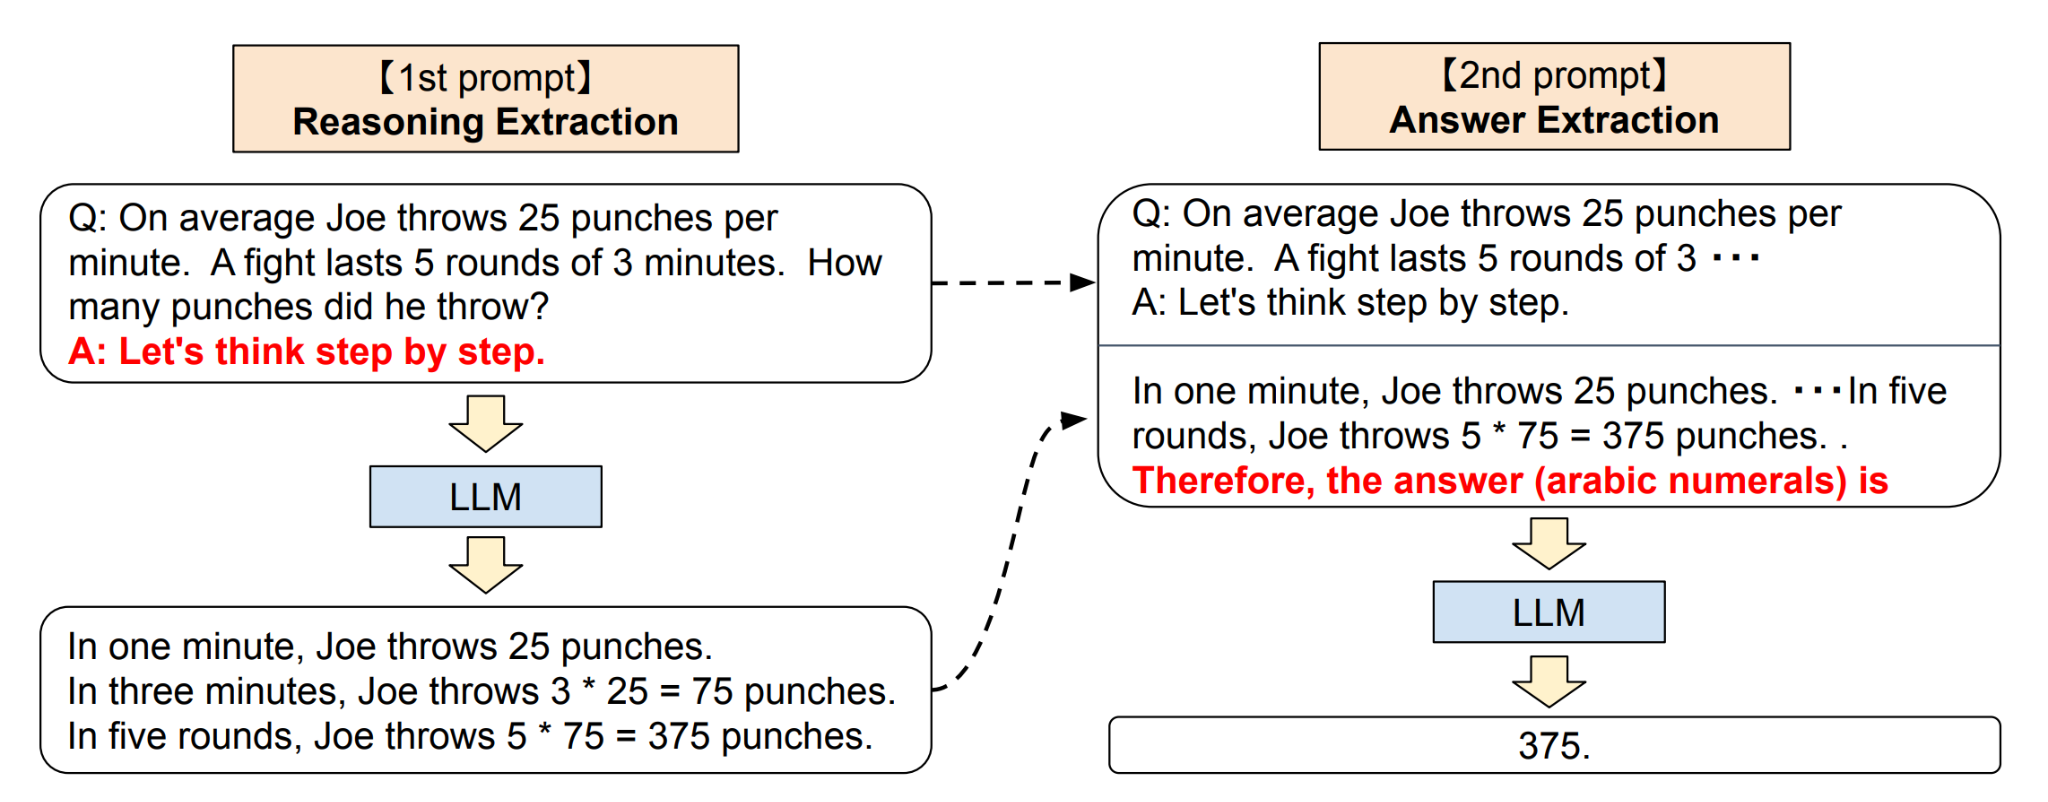 【1st prompt】
Reasoning Extraction
Q: On average Joe throws 25 punches per
minute.  A fight lasts 5 rounds of 3 minutes.  How
many punches did he throw?
A: Let's think step by step.
LLM
In one minute, Joe throws 25 punches.
In three minutes, Joe throws 3 * 25 = 75 punches.
In five rounds, Joe throws 5 * 75 = 375 punches.
【2nd prompt】
Answer Extraction
Q: On average Joe throws 25 punches per
minute.  A fight lasts 5 rounds of 3 ･･･
A: Let's think step by step.
In one minute, Joe throws 25 punches. ･･･In five
rounds, Joe throws 5 * 75 = 375 punches. .
Therefore, the answer (arabic numerals) is
LLM
375.